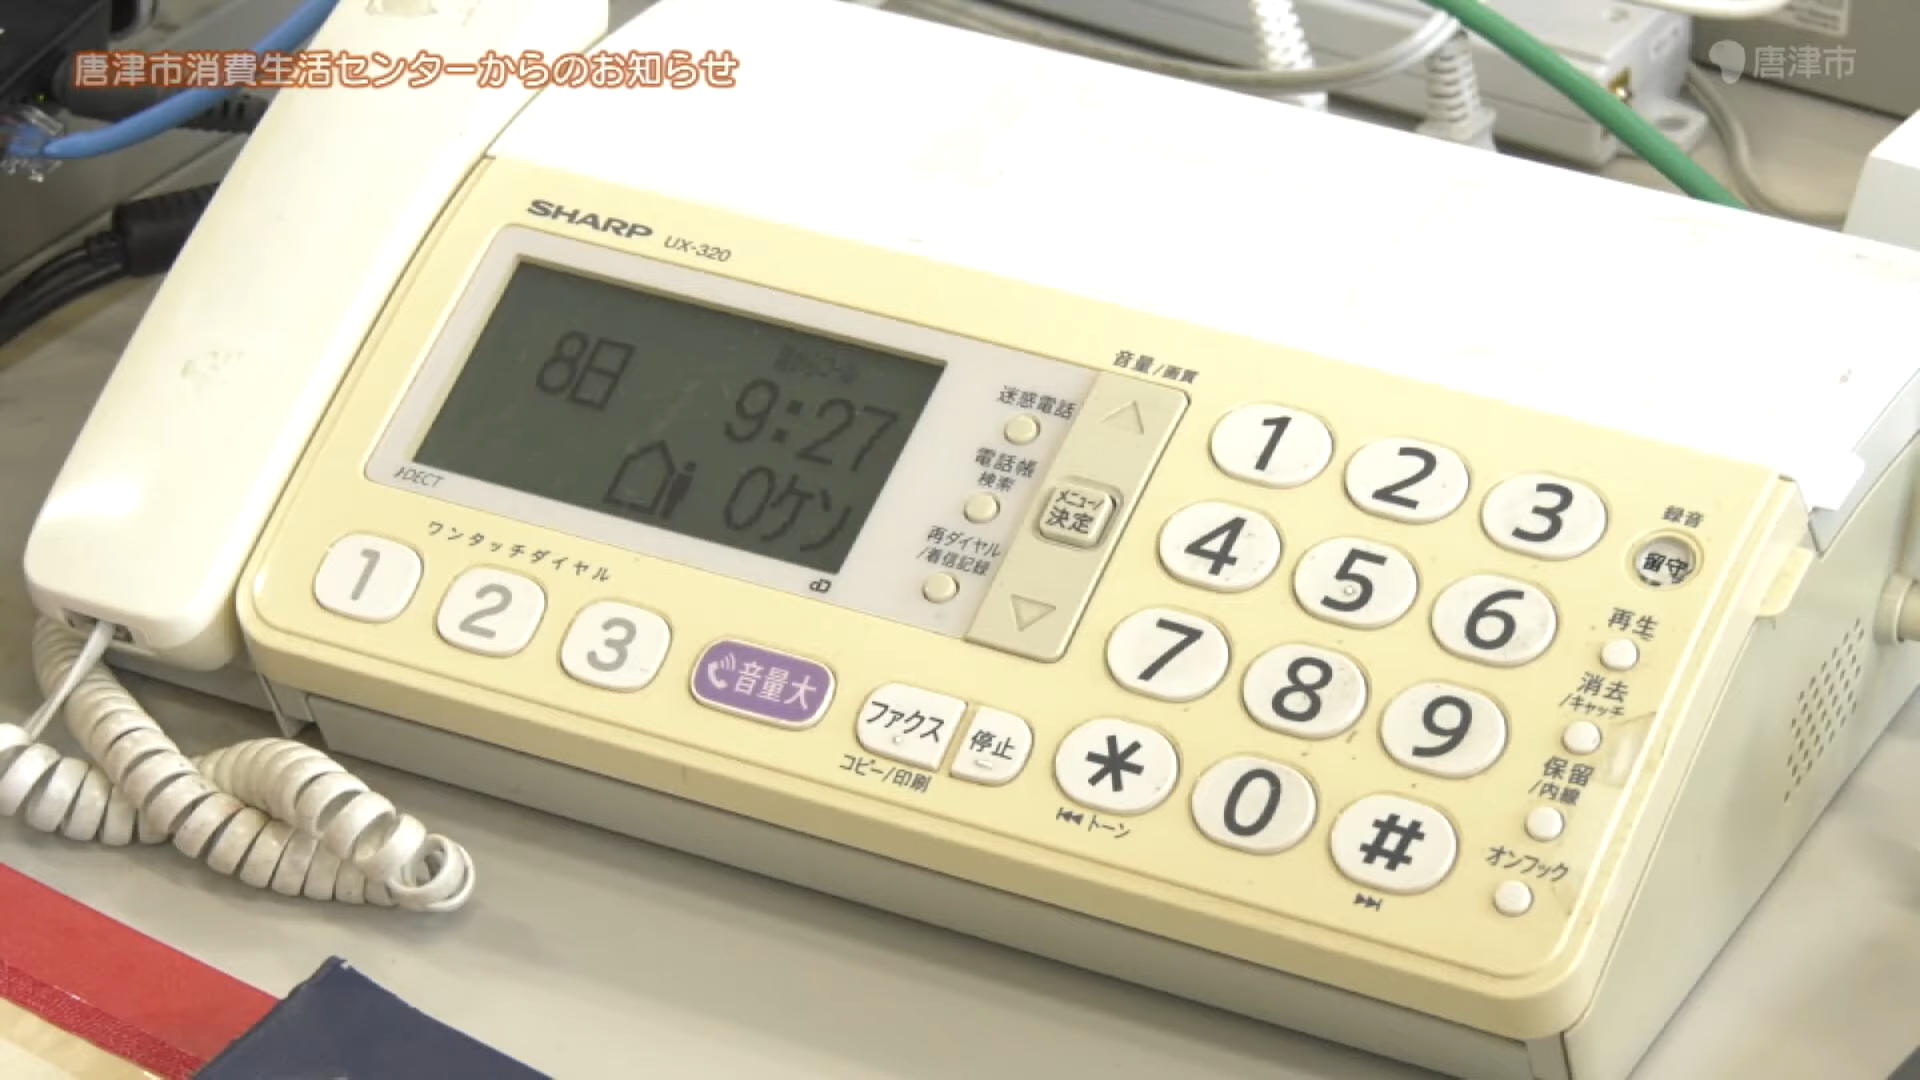 唐津市消費生活センターからのお知らせ
唐津市
SHARP UX-320
8日 9:27
0ケン
J-DECT
迷惑電話
電話帳
検索
再ダイヤル
/着信記録
音量/画質
メニュー/
決定
ワンタッチダイヤル
1 2 3
音量大
ファクス
コピー/印刷
停止
1 2 3
4 5 6
7 8 9
* 0 #
トーン
録音
留守
再生
消去
/キャッチ
保留
/内線
オンフック